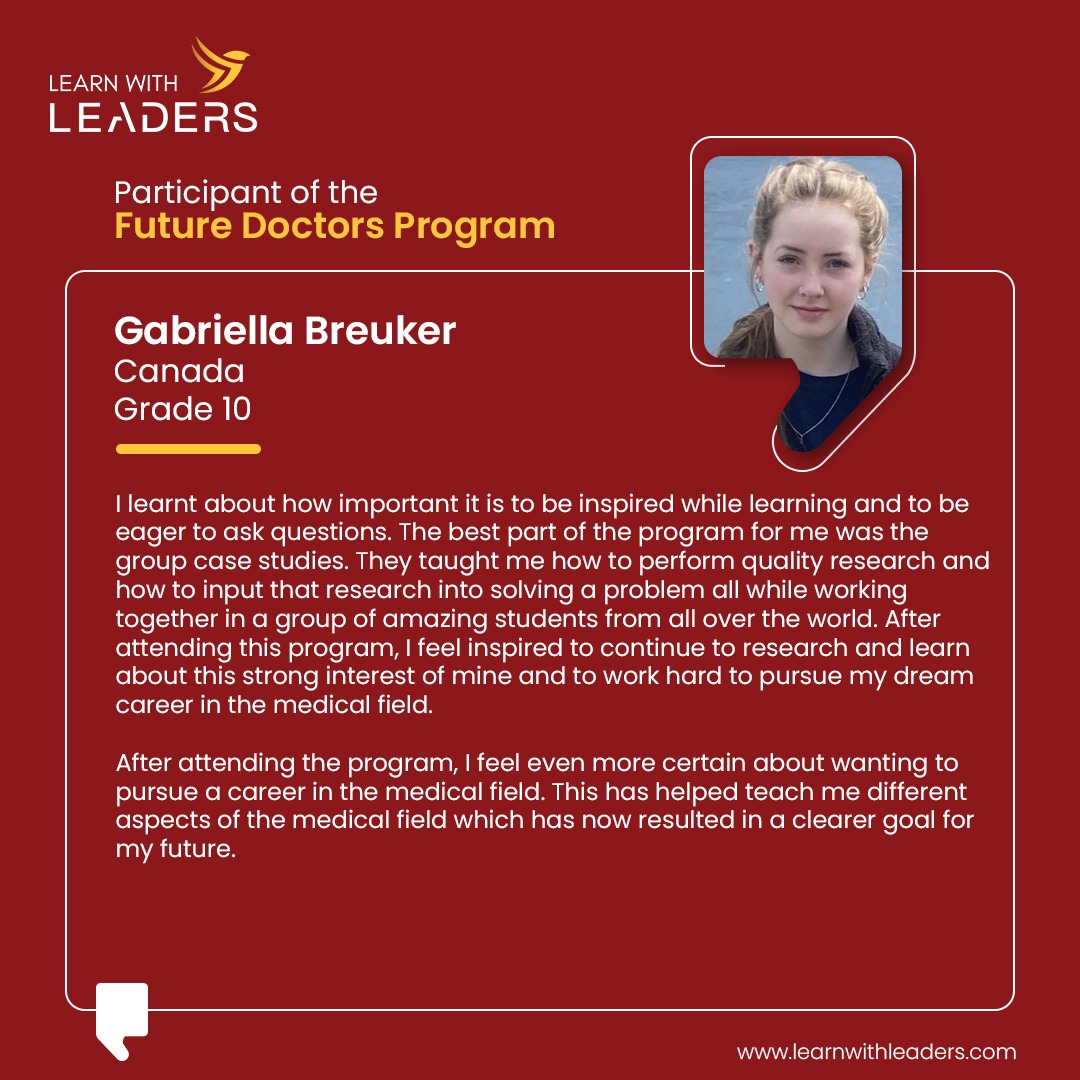 LEARN WITH
LEADERS
Participant of the
Future Doctors Program
Gabriella Breuker
Canada
Grade 10
I learnt about how important it is to be inspired while learning and to be
eager to ask questions. The best part of the program for me was the
group case studies. They taught me how to perform quality research and
how to input that research into solving a problem all while working
together in a group of amazing students from all over the world. After
attending this program, I feel inspired to continue to research and learn
about this strong interest of mine and to work hard to pursue my dream
career in the medical field.
After attending the program, I feel even more certain about wanting to
pursue a career in the medical field. This has helped teach me different
aspects of the medical field which has now resulted in a clearer goal for
my future.
www.learnwithleaders.com